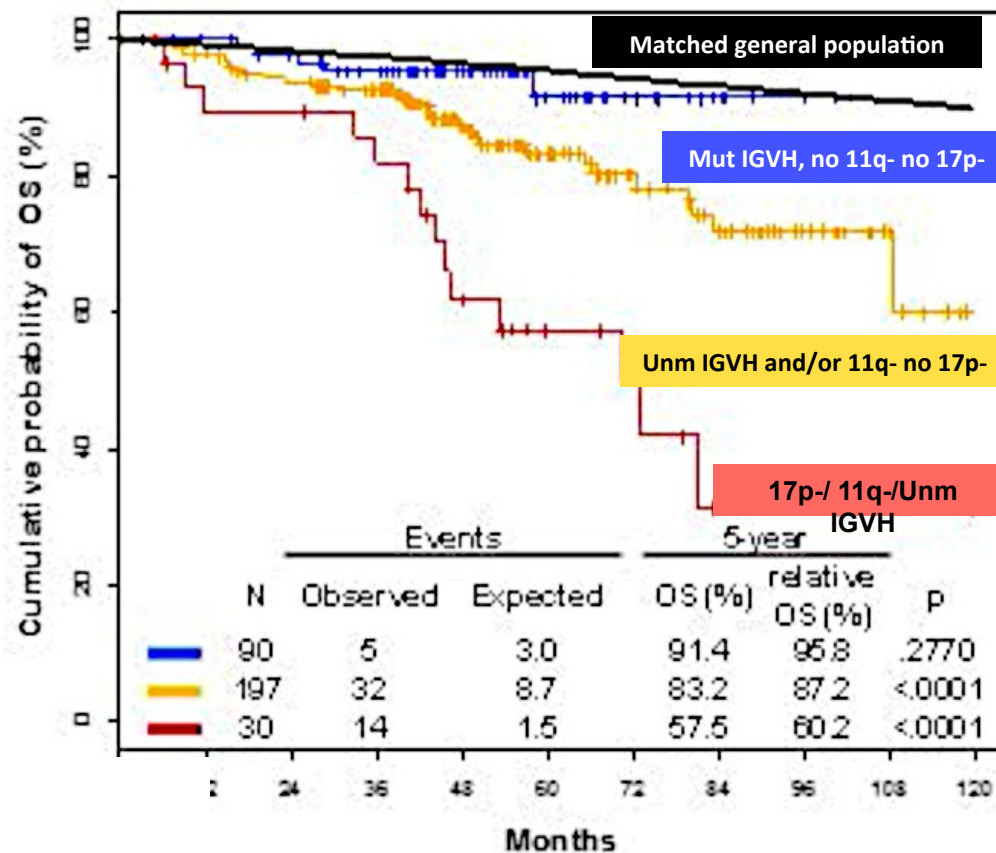 Matched general population
Mut IGVH, no 11q- no 17p-
Unm IGVH and/or 11q- no 17p-
17p-/ 11q-/Unm
IGVH
Cumulative probability of OS (%)
100
80
60
40
20
0
Events 5-year
N Observed Expected OS (%) relative OS (%) p
90 5 3.0 91.4 95.8 .2770
197 32 8.7 83.2 87.2 <.0001
30 14 1.5 57.5 60.2 <.0001
2 24 36 48 60 72 84 96 108 120
Months